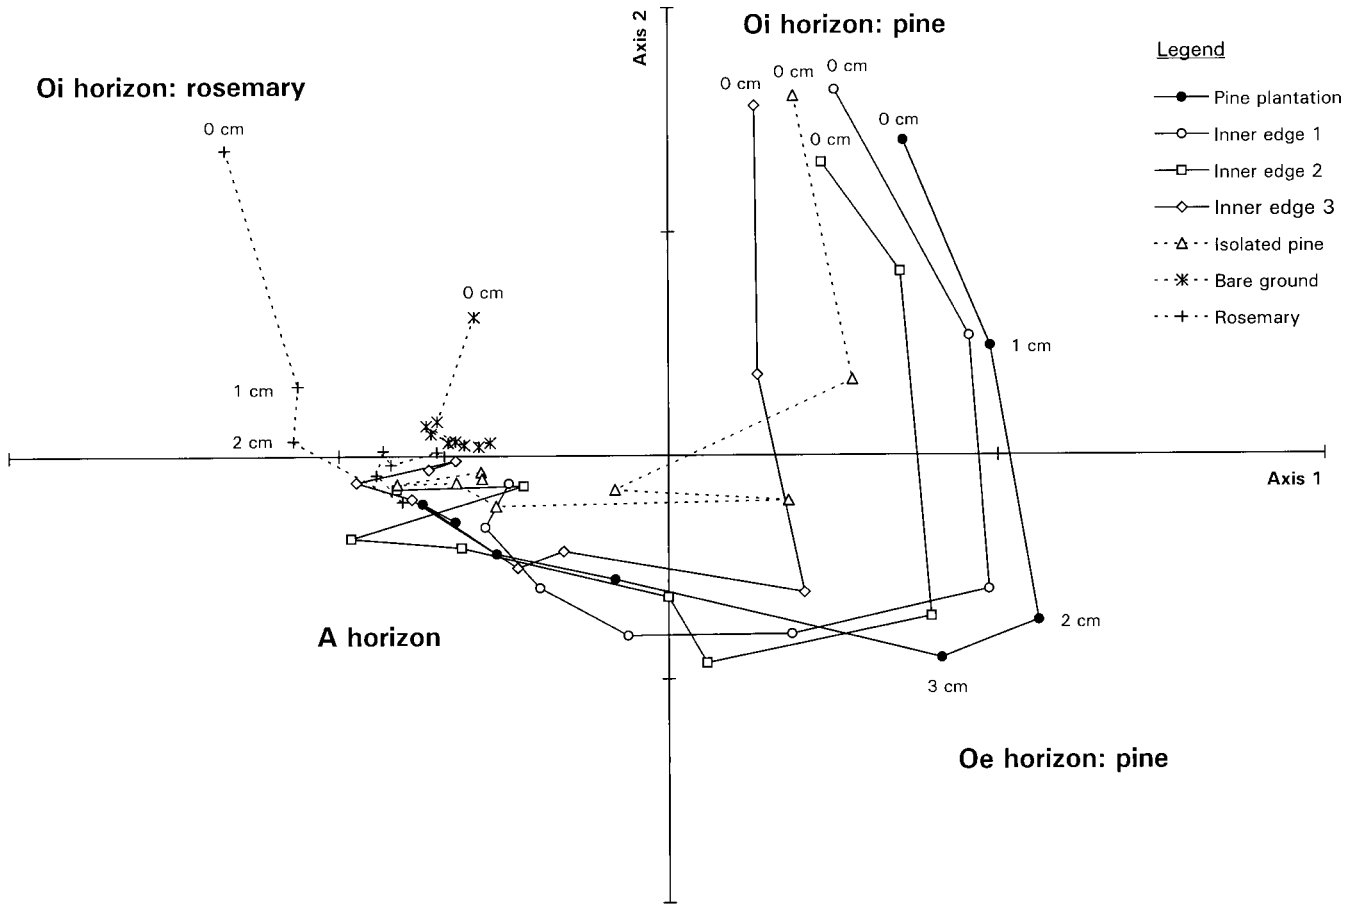 Axis 2
Oi horizon: pine
Legend
Oi horizon: rosemary
0 cm
0 cm
0 cm
0 cm
0 cm
0 cm
Pine plantation
Inner edge 1
Inner edge 2
Inner edge 3
Isolated pine
Bare ground
Rosemary
0 cm
1 cm
1 cm
2 cm
Axis 1
A horizon
2 cm
3 cm
Oe horizon: pine